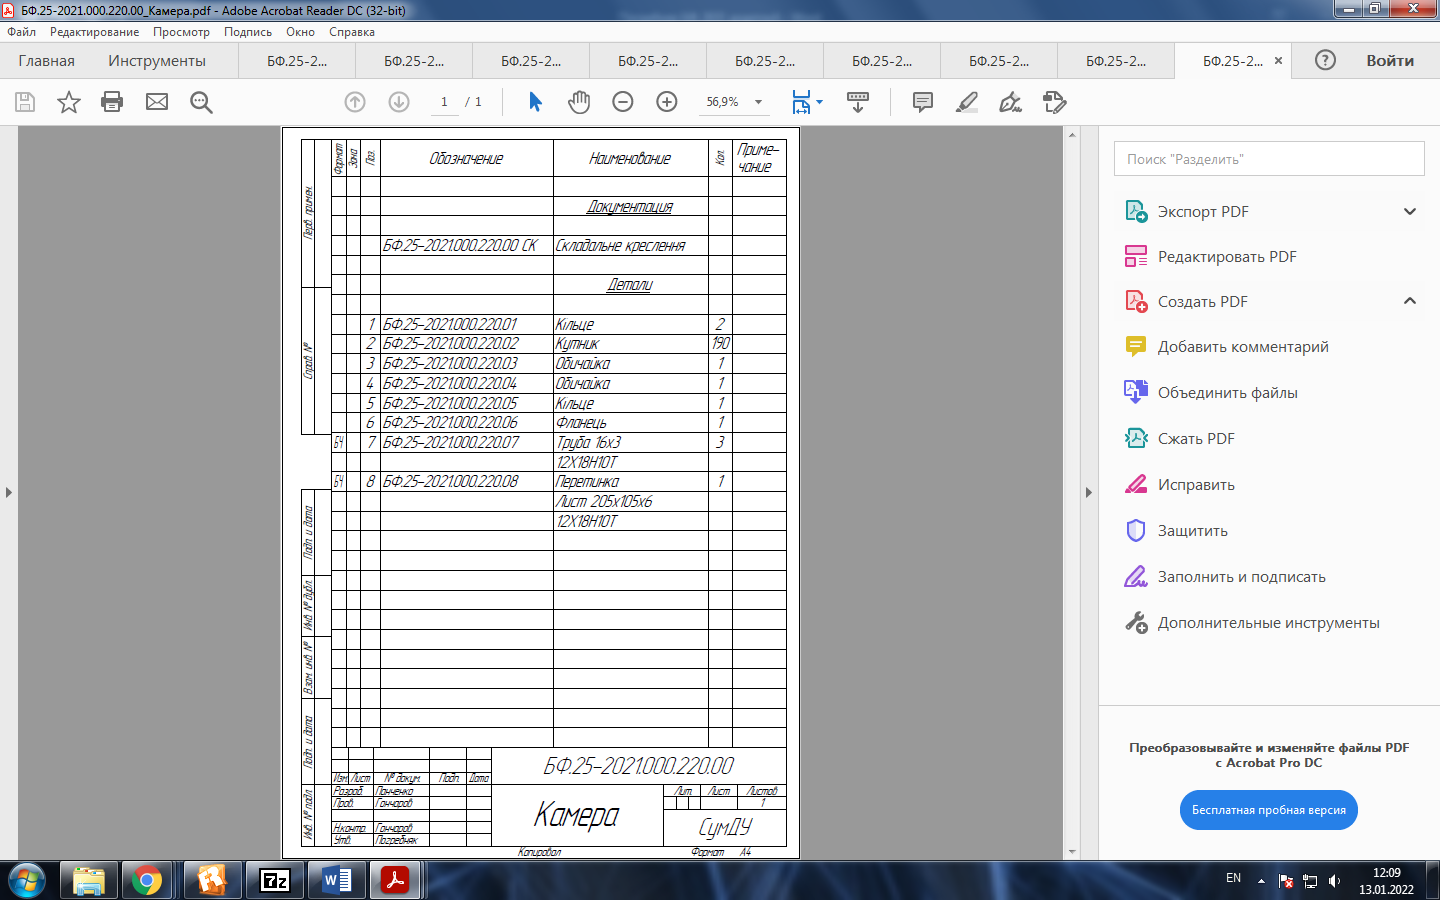 БФ.25-2021.000.220.00_Камера.pdf - Adobe Acrobat Reader DC (32-bit)
Файл Редактирование Просмотр Подпись Окно Справка
Главная Инструменты БФ.25-2... БФ.25-2... БФ.25-2... БФ.25-2... БФ.25-2... БФ.25-2... БФ.25-2... БФ.25-2... БФ.25-2... × ? Войти
1 / 1 56,9%
Формат Зона Поз. Обозначение Наименование Кол. Приме-
чание
Перв. примен.
Документация
БФ.25-2021.000.220.00 СК Складальне креслення
Детали
Справ. №
1 БФ.25-2021.000.220.01 Кільце 2
2 БФ.25-2021.000.220.02 Кутник 190
3 БФ.25-2021.000.220.03 Обичайка 1
4 БФ.25-2021.000.220.04 Обичайка 1
5 БФ.25-2021.000.220.05 Кільце 1
6 БФ.25-2021.000.220.06 Фланець 1
БЧ 7 БФ.25-2021.000.220.07 Труба 16х3 3
12Х18Н10Т
БЧ 8 БФ.25-2021.000.220.08 Перетинка 1
Лист 205х105х6
12Х18Н10Т
Подп. и дата
Инв. № дубл.
Взам. инв. №
Подп. и дата
Инв. № подл.
БФ.25-2021.000.220.00
Изм. Лист № докум. Подп. Дата
Разраб. Панченко
Пров. Гончаров
Н.контр. Гончаров
Утв. Погребняк
Камера
Лит. Лист Листов
1
СумДУ
Копировал Формат А4
Поиск "Разделить"
Экспорт PDF
Редактировать PDF
Создать PDF
Добавить комментарий
Объединить файлы
Сжать PDF
Исправить
Защитить
Заполнить и подписать
Дополнительные инструменты
Преобразовывайте и изменяйте файлы PDF
с Acrobat Pro DC
Бесплатная пробная версия
7z W EN 12:09
13.01.2022